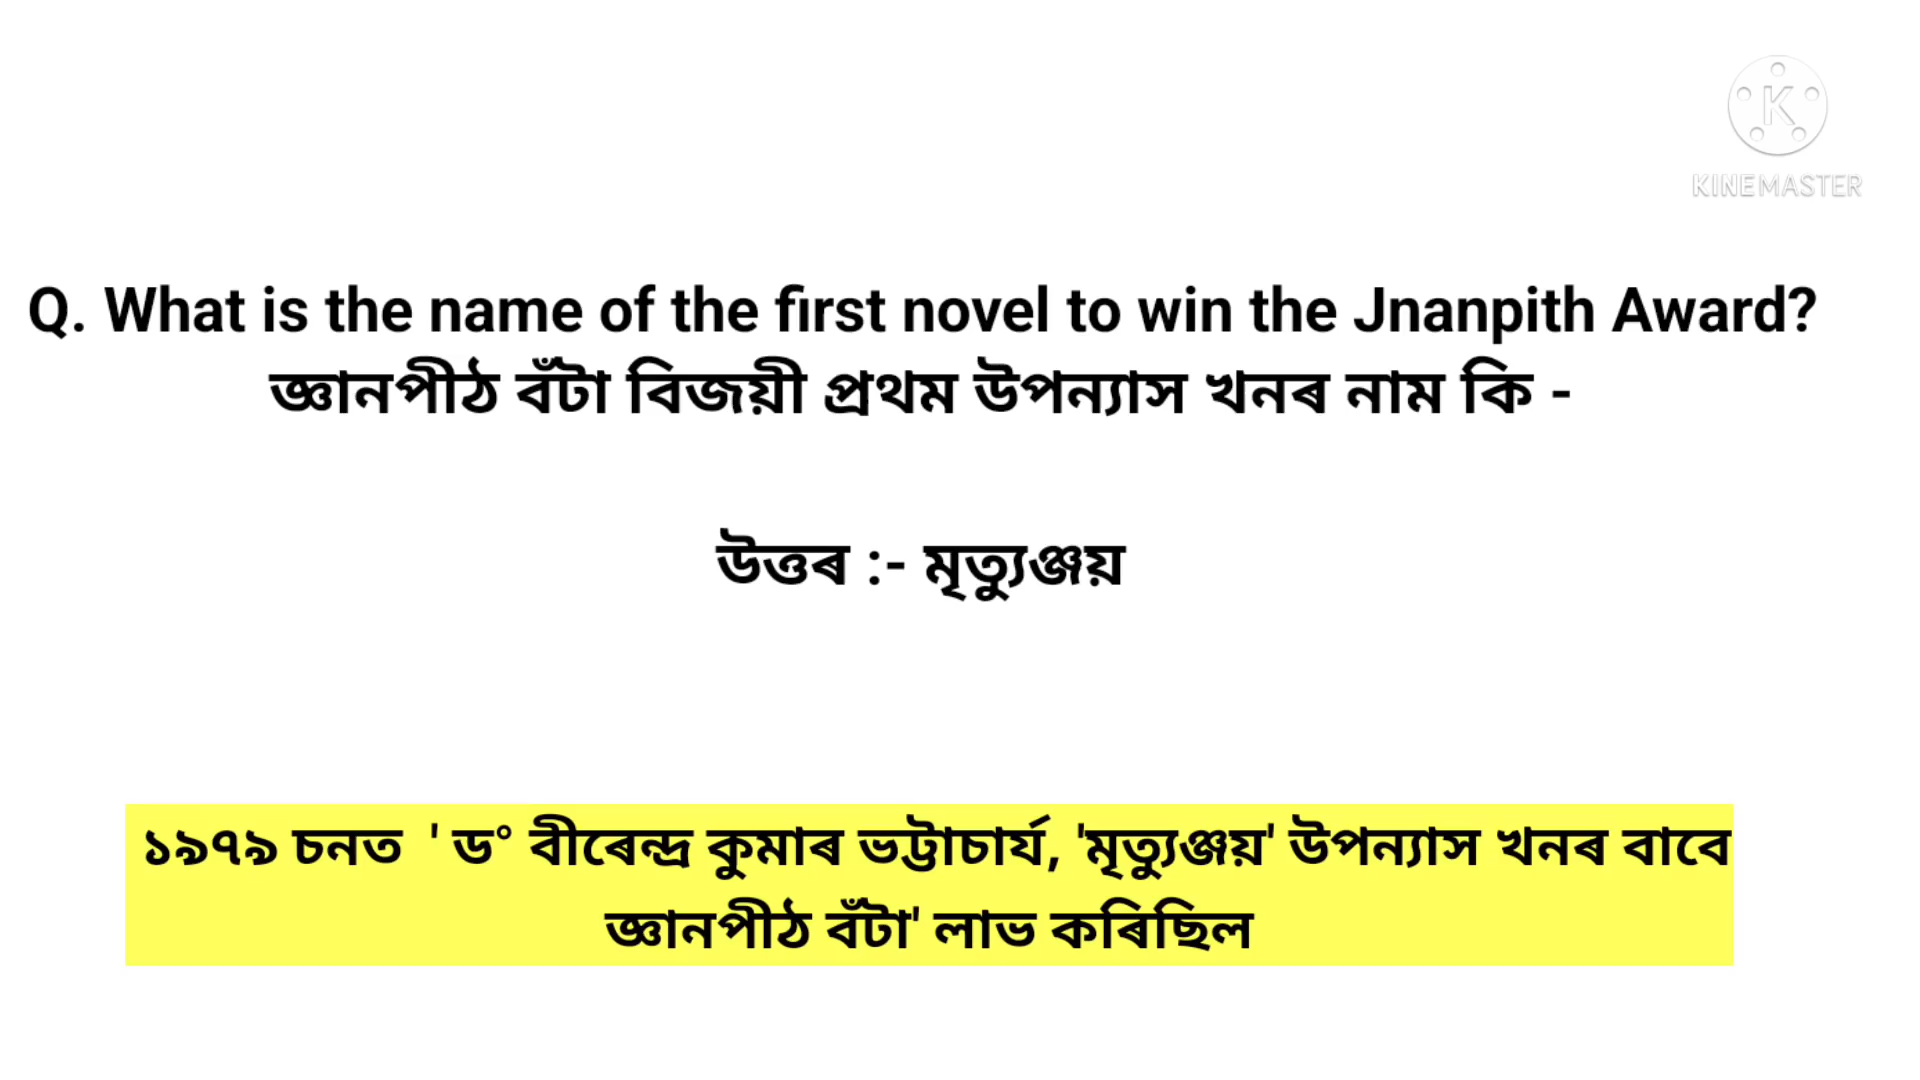 KINEMASTER
Q. What is the name of the first novel to win the Jnanpith Award?
জ্ঞানপীঠ বঁটা বিজয়ী প্ৰথম উপন্যাস খনৰ নাম কি -
উত্তৰ :- মৃত্যুঞ্জয়
১৯৭৯ চনত ' ড° বীৰেন্দ্ৰ কুমাৰ ভট্টাচাৰ্য, 'মৃত্যুঞ্জয়' উপন্যাস খনৰ বাবে
জ্ঞানপীঠ বঁটা' লাভ কৰিছিল